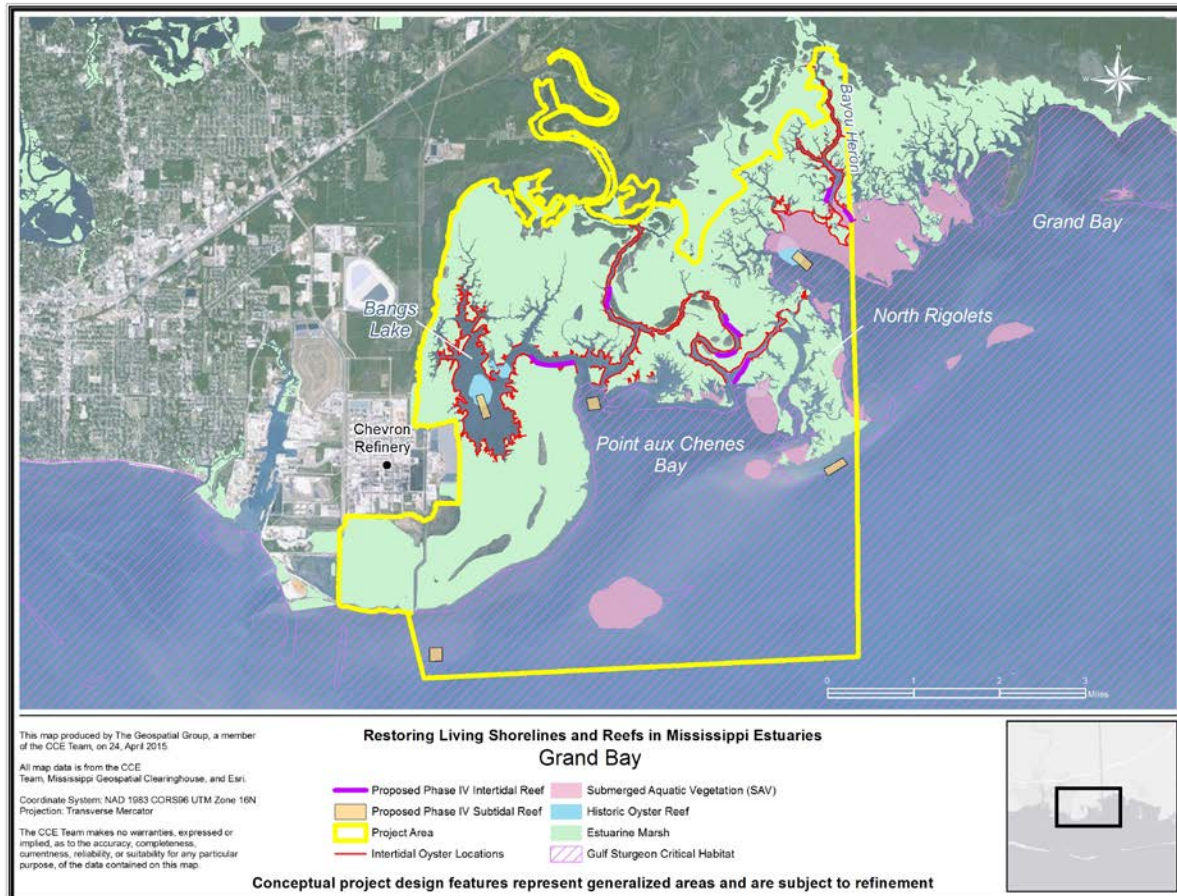 N
W
Bayou Heron
Grand Bay
North Rigolets
Bangs
Lake
Chevron
Refinery
Point aux Chenes
Bay
0
1
2
3
Miles
This map produced by The Geospatial Group, a member
of the CCE Team, on 24, April 2015.
All map data is from the CCE
Team, Mississippi Geospatial Clearinghouse, and Esri.
Coordinate System: NAD 1983 CORS96 UTM Zone 16N
Projection: Transverse Mercator
The CCE Team makes no warranties, expressed or
implied, as to the accuracy, completeness,
currentness, reliability, or suitability for any particular
purpose, of the data contained on this map.
Restoring Living Shorelines and Reefs in Mississippi Estuaries
Grand Bay
Proposed Phase IV Intertidal Reef
Proposed Phase IV Subtidal Reef
Project Area
Intertidal Oyster Locations
Submerged Aquatic Vegetation (SAV)
Historic Oyster Reef
Estuarine Marsh
Gulf Sturgeon Critical Habitat
Conceptual project design features represent generalized areas and are subject to refinement